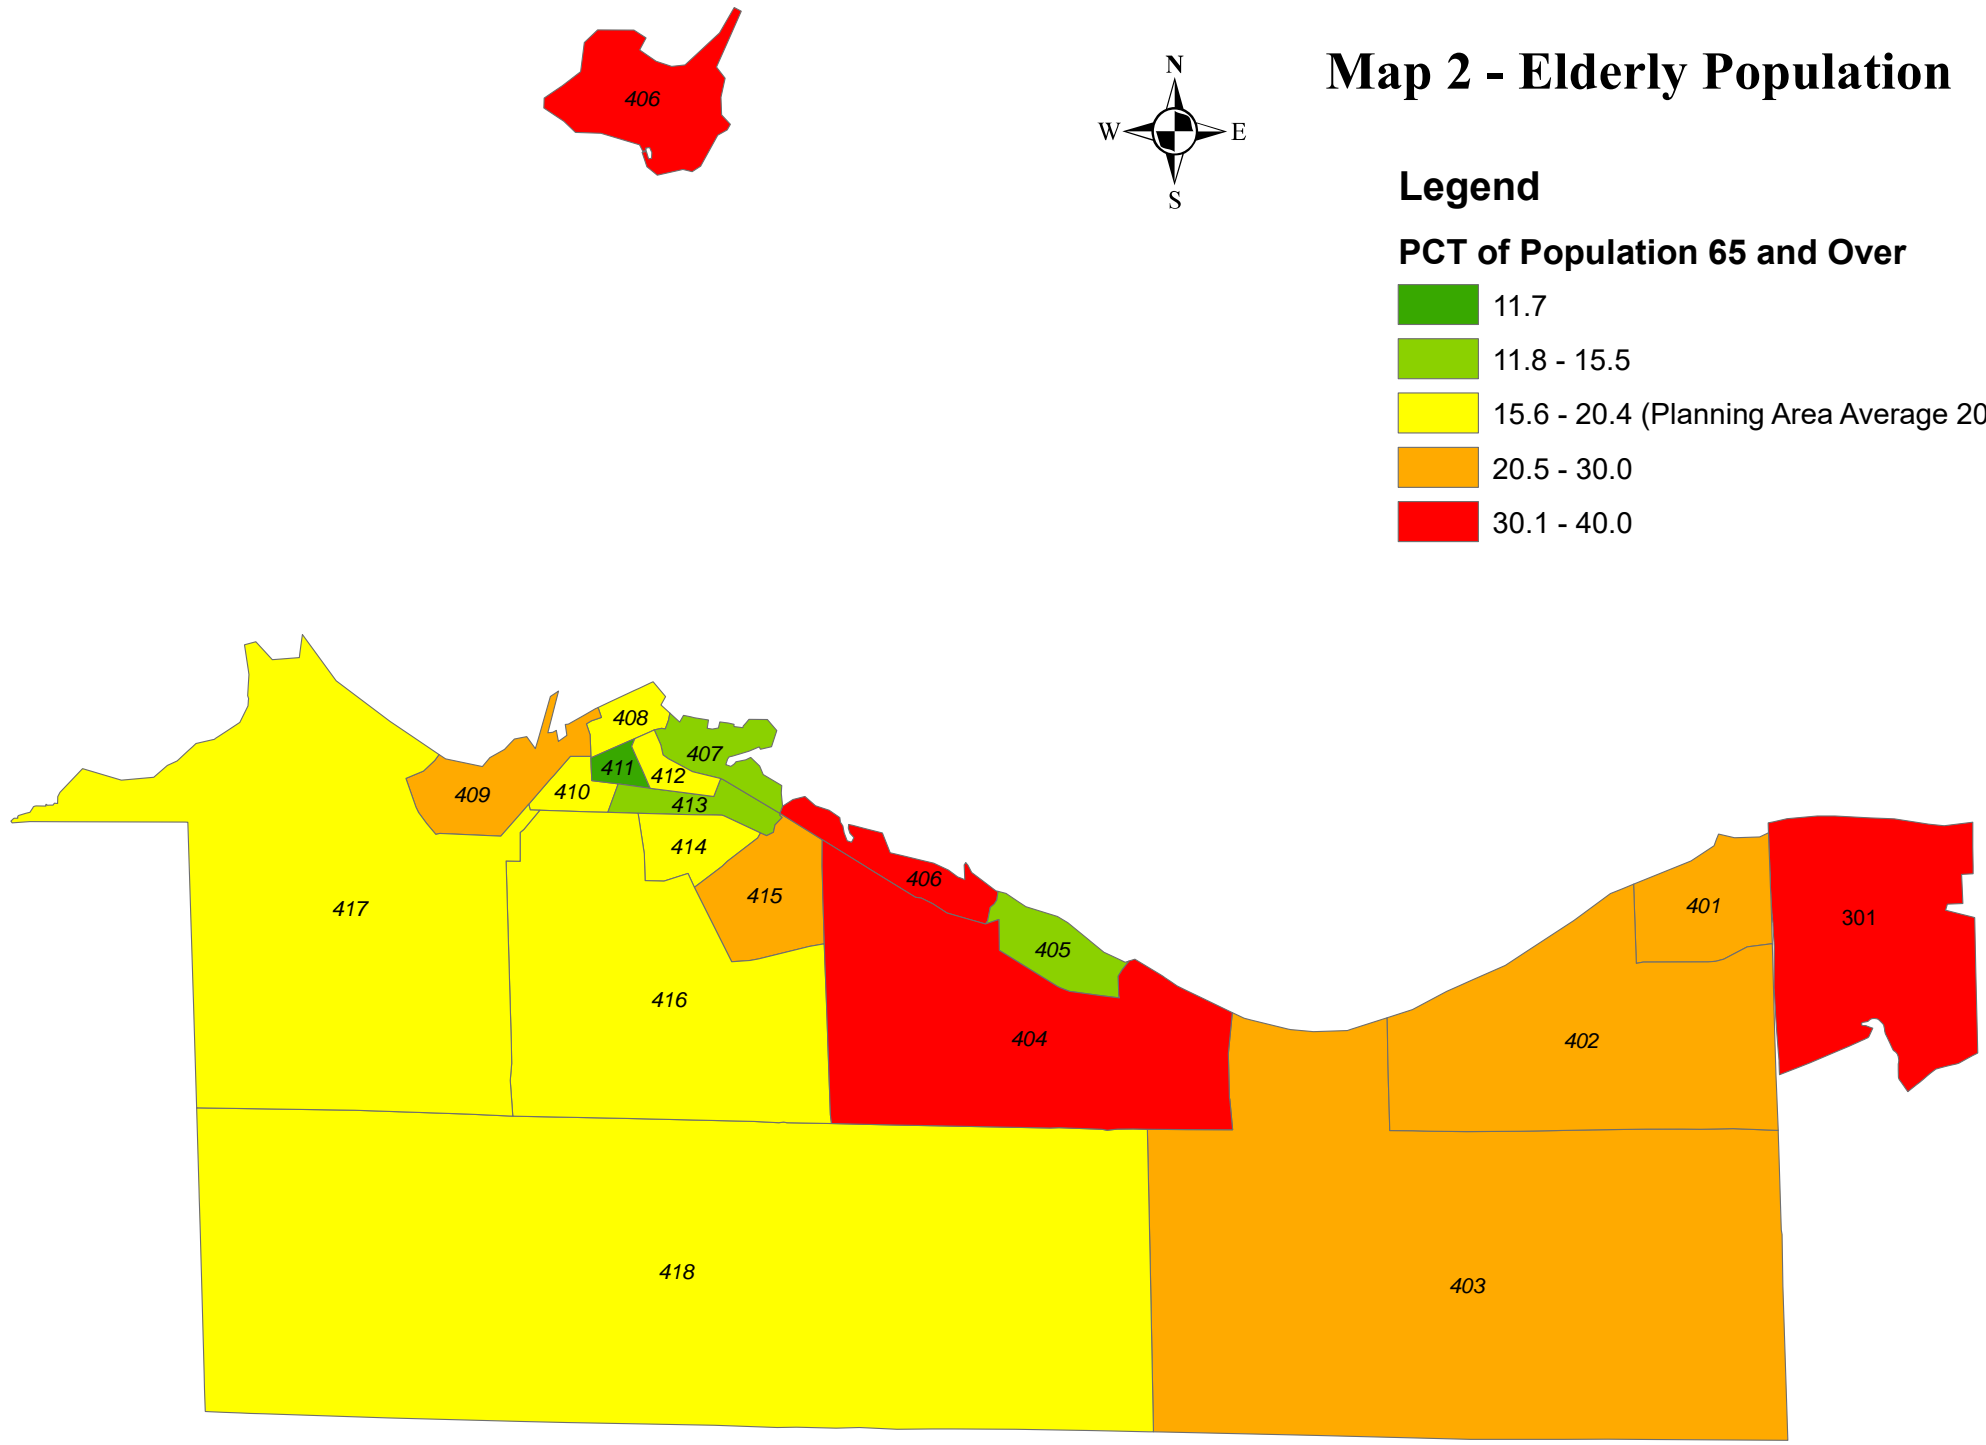 Map 2 - Elderly Population
N
W E
S
Legend
PCT of Population 65 and Over
11.7
11.8 - 15.5
15.6 - 20.4 (Planning Area Average 20
20.5 - 30.0
30.1 - 40.0
406
408
407
411
412
409
410
413
414
415
406
405
417
416
404
401
301
402
418
403